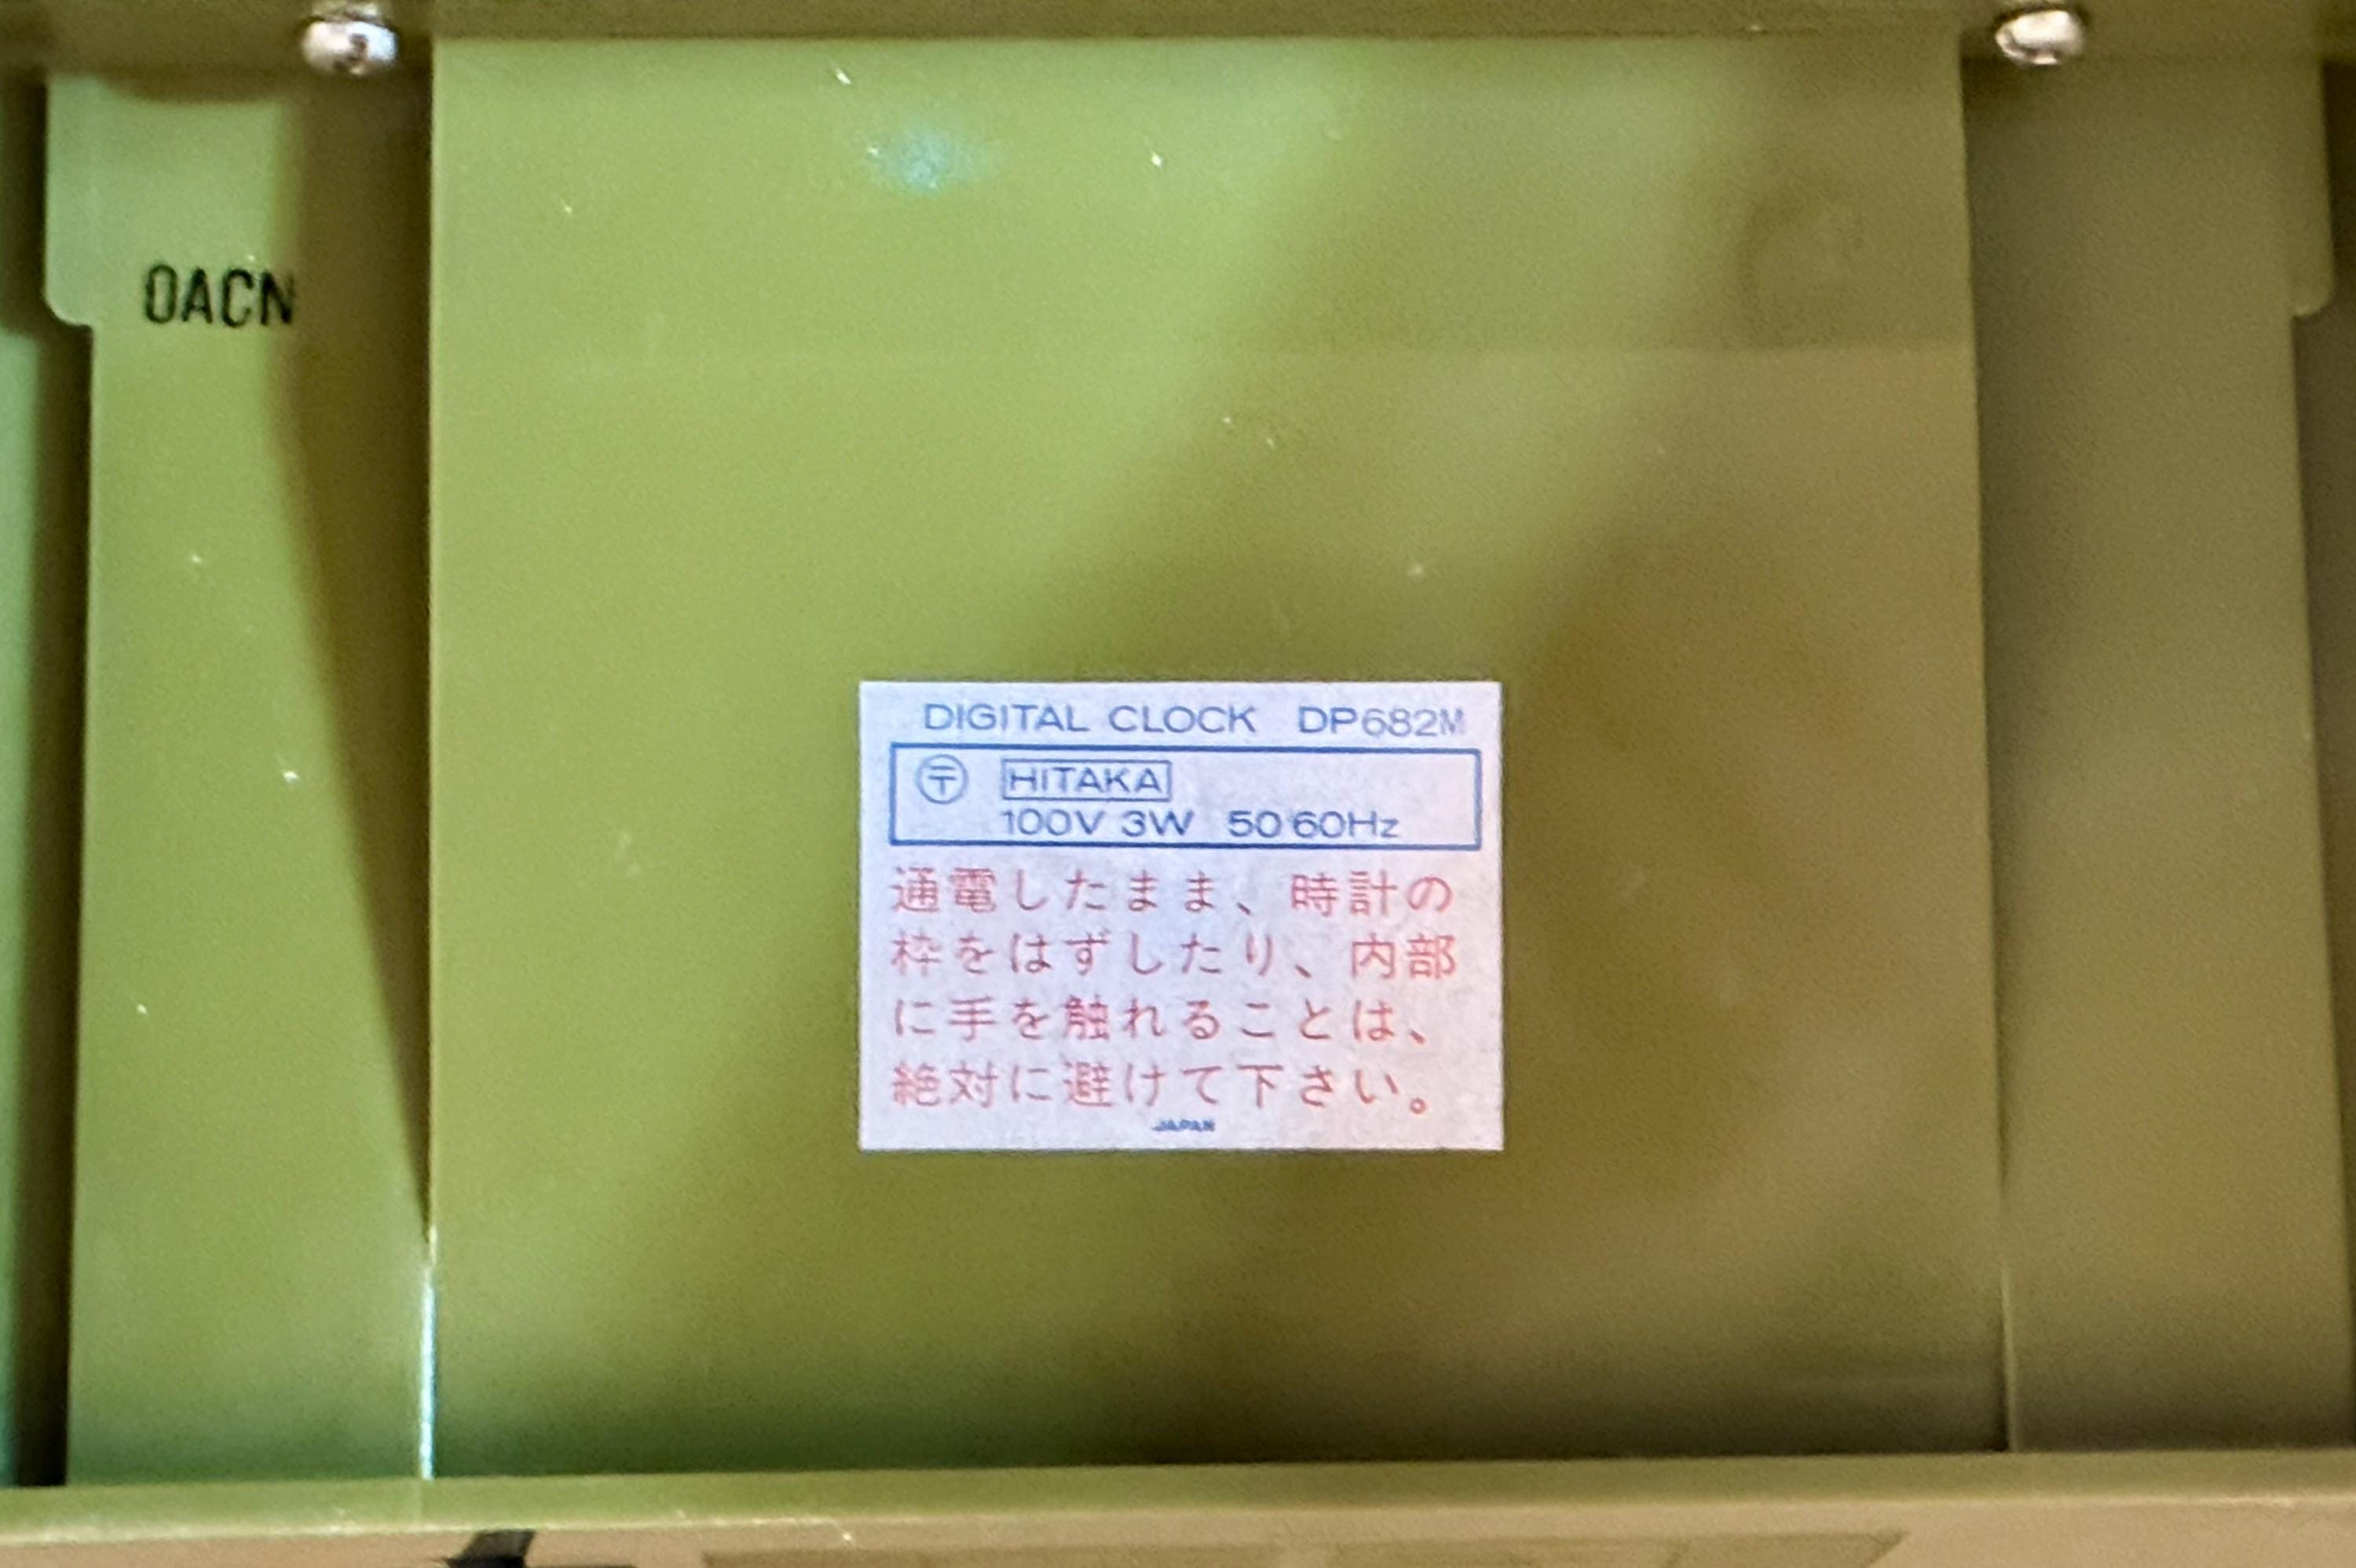 OACN
DIGITAL CLOCK DP682M
〒 HITAKA
100V 3W 50 60Hz
通電したまま、時計の
枠をはずしたり、内部
に手を触れることは、
絶対に避けて下さい。
JAPAN